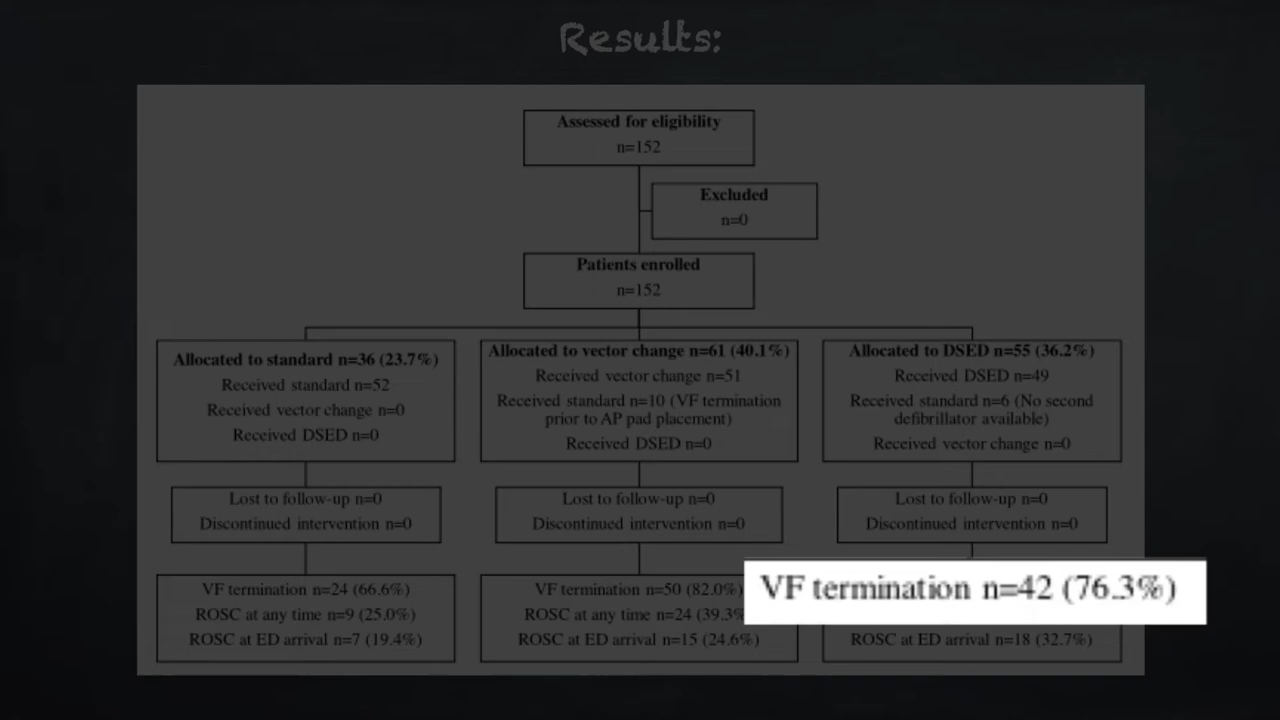 Results:
Assessed for eligibility
n=152
Excluded
n=0
Patients enrolled
n=152
Allocated to standard n=36 (23.7%)
Received standard n=52
Received vector change n=0
Received DSED n=0
Allocated to vector change n=61 (40.1%)
Received vector change n=51
Received standard n=10 (VF termination
prior to AP pad placement)
Received DSED n=0
Allocated to DSED n=55 (36.2%)
Received DSED n=49
Received standard n=6 (No second
defibrillator available)
Received vector change n=0
Lost to follow-up n=0
Discontinued intervention n=0
Lost to follow-up n=0
Discontinued intervention n=0
Lost to follow-up n=0
Discontinued intervention n=0
VF termination n=24 (66.6%)
ROSC at any time n=9 (25.0%)
ROSC at ED arrival n=7 (19.4%)
VF termination n=50 (82.0%)
ROSC at any time n=24 (39.3%
ROSC at ED arrival n=15 (24.6%)
VF termination n=42 (76.3%)
ROSC at ED arrival n=18 (32.7%)